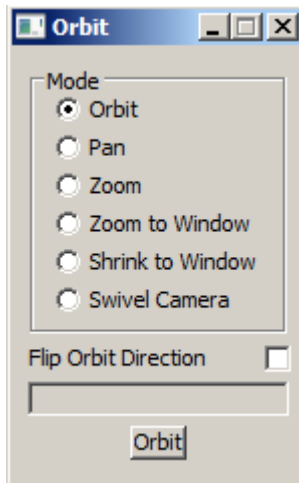 Orbit
Mode
Orbit
Pan
Zoom
Zoom to Window
Shrink to Window
Swivel Camera
Flip Orbit Direction
Orbit